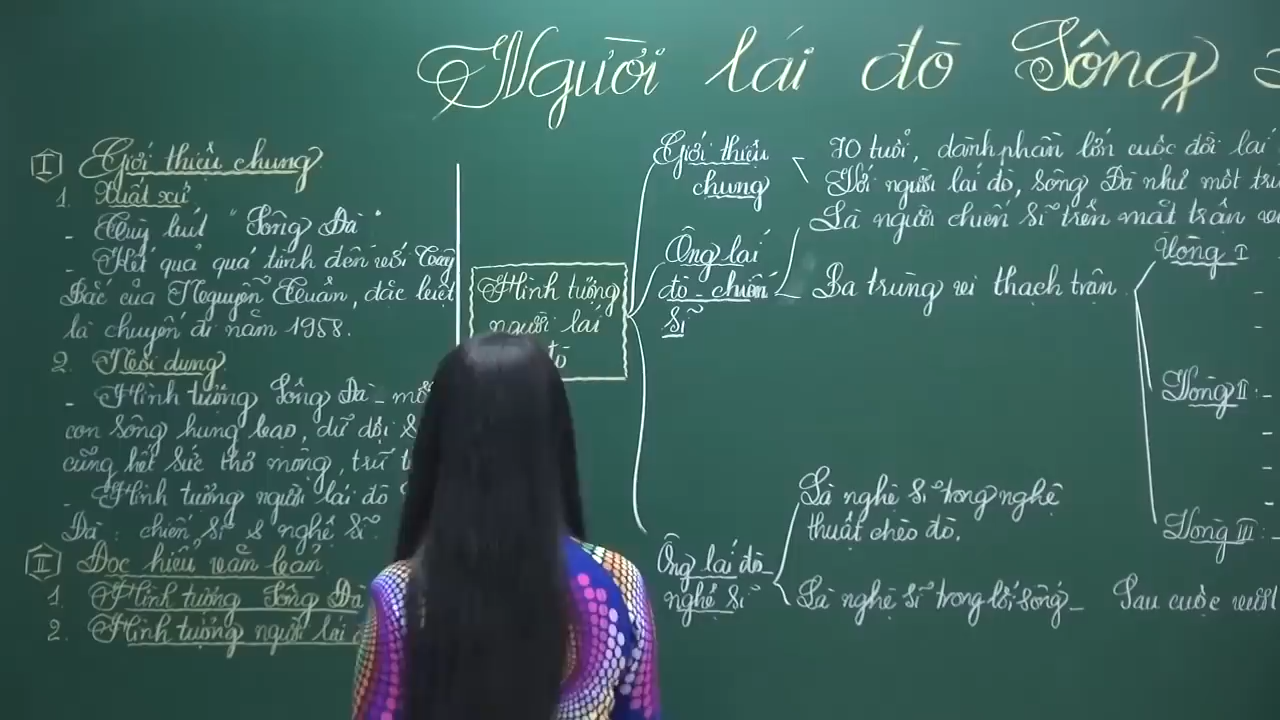 Người lái đò Sông
I Giới thiệu chung
1. Xuất xứ
- Tùy bút "Sông Đà"
- Kết quả quá trình đến với Tây
Bắc của Nguyễn Tuân, đặc biệt
là chuyến đi năm 1958.
2. Nội dung
- Hình tượng Sông Đà - một
con sông hung bạo, dữ dội
cũng hết sức thơ mộng, trữ
- Hình tượng người lái đò
Đà : chiến sĩ & nghệ sĩ.
II Đọc hiểu văn bản
1. Hình tượng Sông Đà
2. Hình tượng người lái
Hình tượng
người lái
đò
Giới thiệu
chung
70 tuổi, dành phần lớn cuộc đời lái
Với người lái đò, sông Đà như một
Ông lái
đò - chiến
sĩ
Là người chiến sĩ trên mặt trận
Ba trùng vi thạch trận
Vòng I
-
-
Vòng II : -
-
-
Vòng III : -
Ông lái đò -
nghệ sĩ
Là nghệ sĩ trong nghệ
thuật chèo đò.
Là nghệ sĩ trong lối sống - Sau cuộc vượt